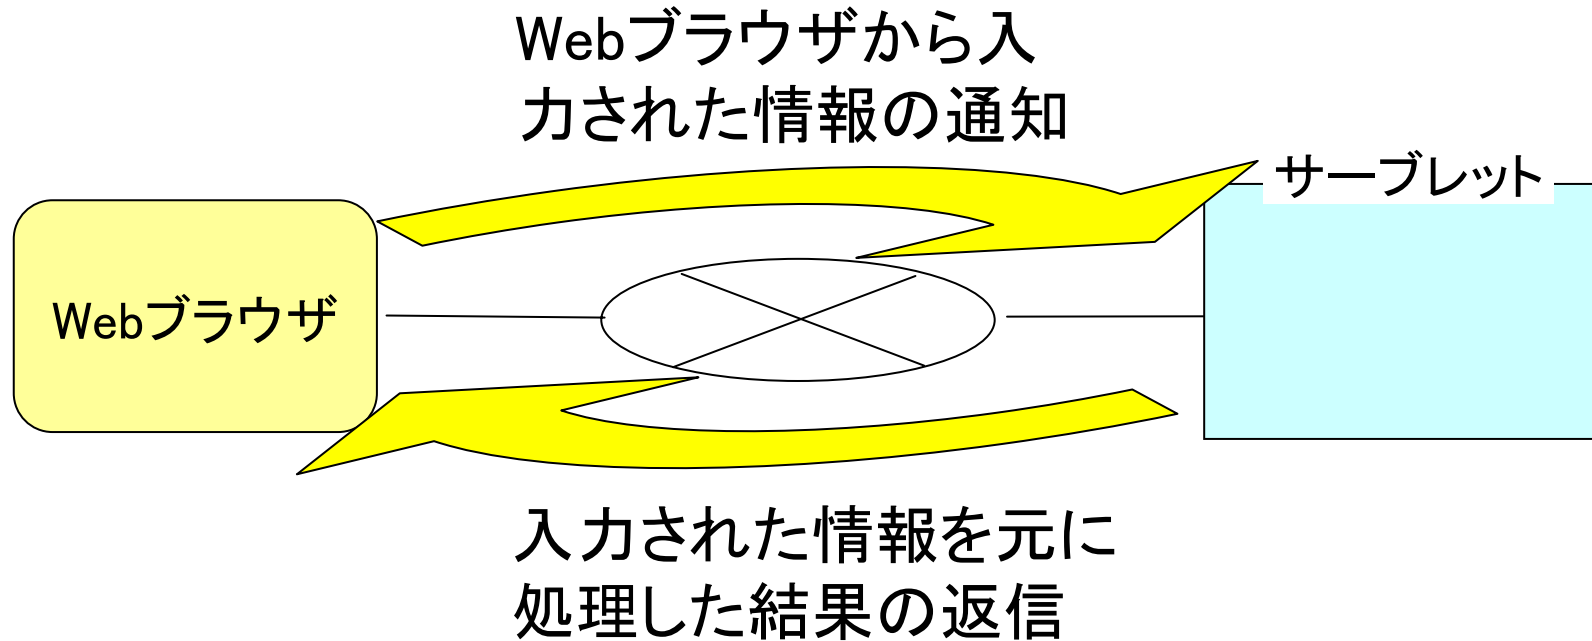 Webブラウザから入
力された情報の通知
サーブレット
Webブラウザ
入力された情報を元に
処理した結果の返信